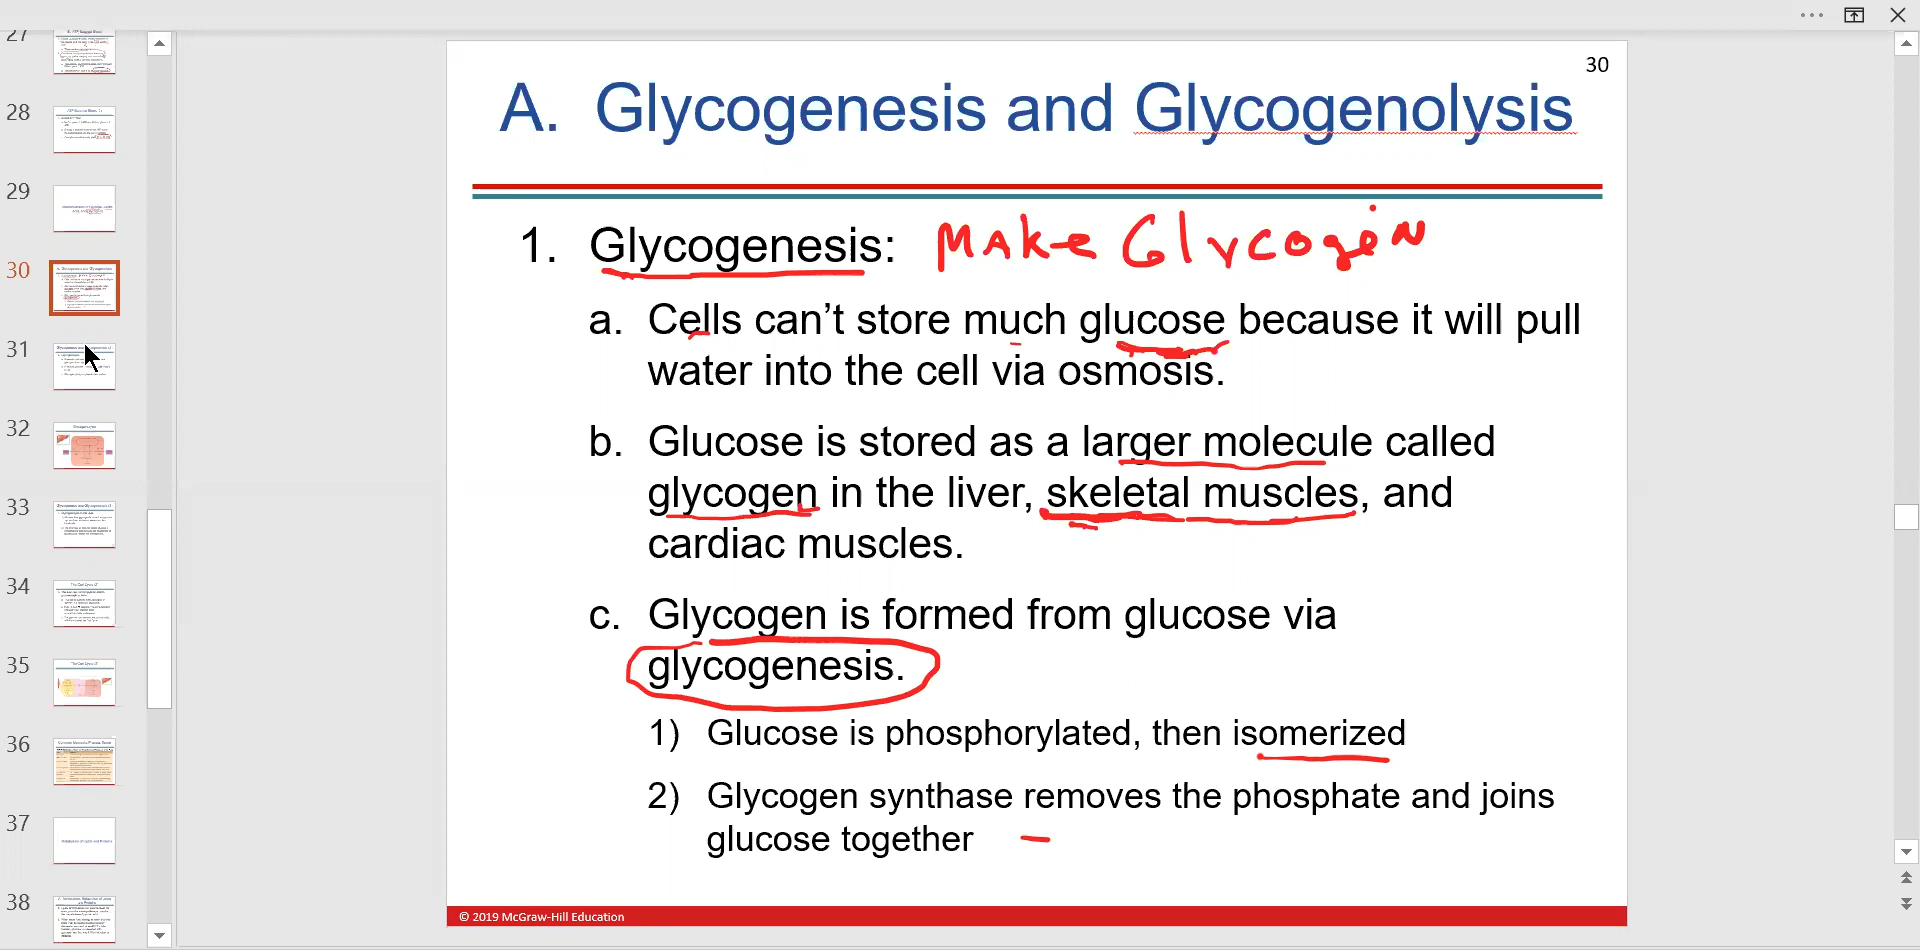 27
28
29
30
31
32
33
34
35
36
37
38
30
A. Glycogenesis and Glycogenolysis
1. Glycogenesis: MAKe Glycogen
a. Cells can’t store much glucose because it will pull
water into the cell via osmosis.
b. Glucose is stored as a larger molecule called
glycogen in the liver, skeletal muscles, and
cardiac muscles.
c. Glycogen is formed from glucose via
glycogenesis.
1) Glucose is phosphorylated, then isomerized
2) Glycogen synthase removes the phosphate and joins
glucose together
© 2019 McGraw-Hill Education